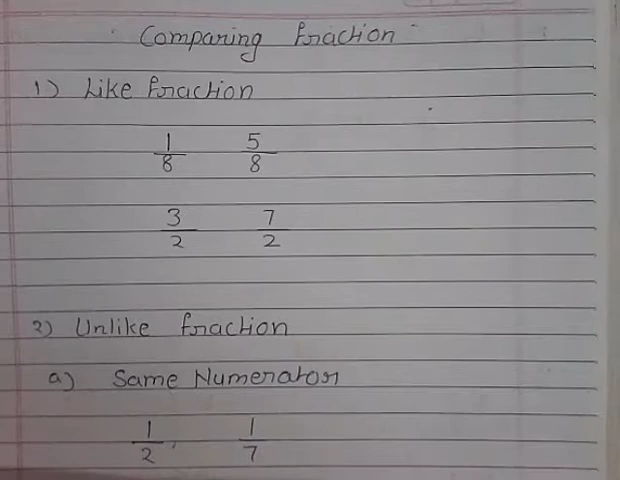 Comparing fraction
1) Like fraction
1/8 5/8
3/2 7/2
2) Unlike fraction
a) Same Numerator
1/2, 1/7